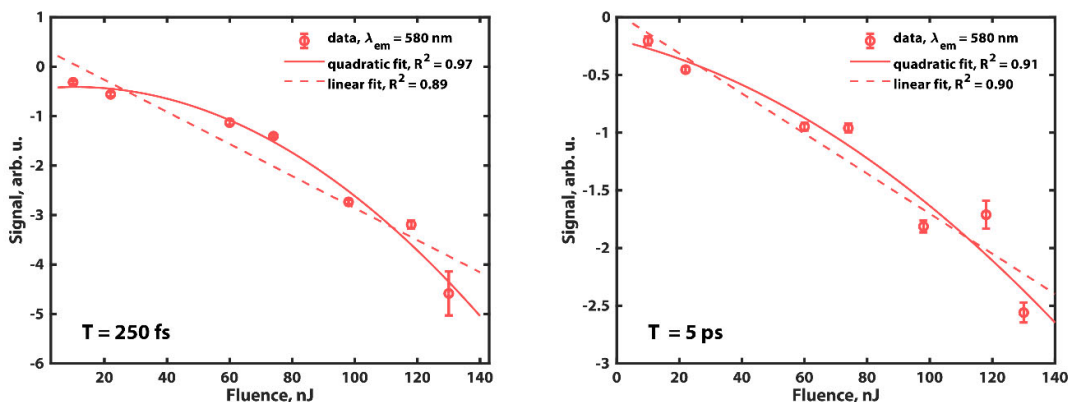 1
0
-1
-2
-3
-4
-5
-6
Signal, arb. u.
data, λem = 580 nm
quadratic fit, R² = 0.97
linear fit, R² = 0.89
T = 250 fs
20 40 60 80 100 120 140
Fluence, nJ
0
-0.5
-1
-1.5
-2
-2.5
-3
Signal, arb. u.
data, λem = 580 nm
quadratic fit, R² = 0.91
linear fit, R² = 0.90
T = 5 ps
0 20 40 60 80 100 120 140
Fluence, nJ